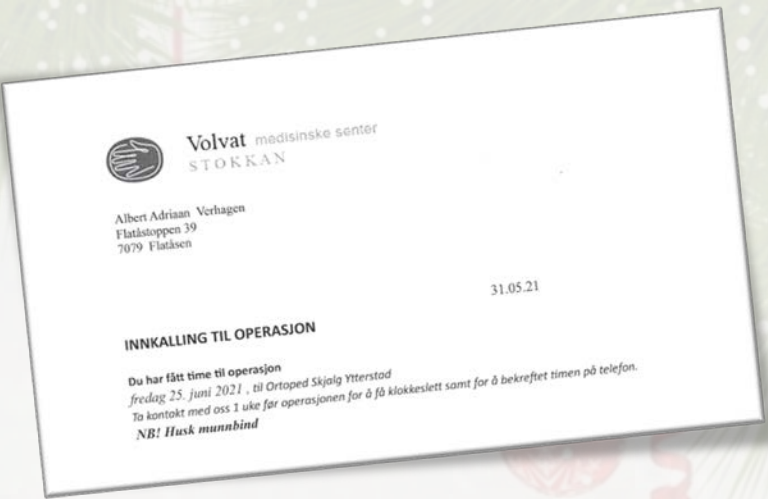 Volvat medisinske senter
STOKKAN
Albert Adriaan Verhagen
Flatåstoppen 39
7079 Flatåsen
31.05.21
INNKALLING TIL OPERASJON
Du har fått time til operasjon
fredag 25. juni 2021 , til Ortoped Skjalg Ytterstad
Ta kontakt med oss 1 uke før operasjonen for å få klokkeslett samt for å bekreftet timen på telefon.
NB! Husk munnbind